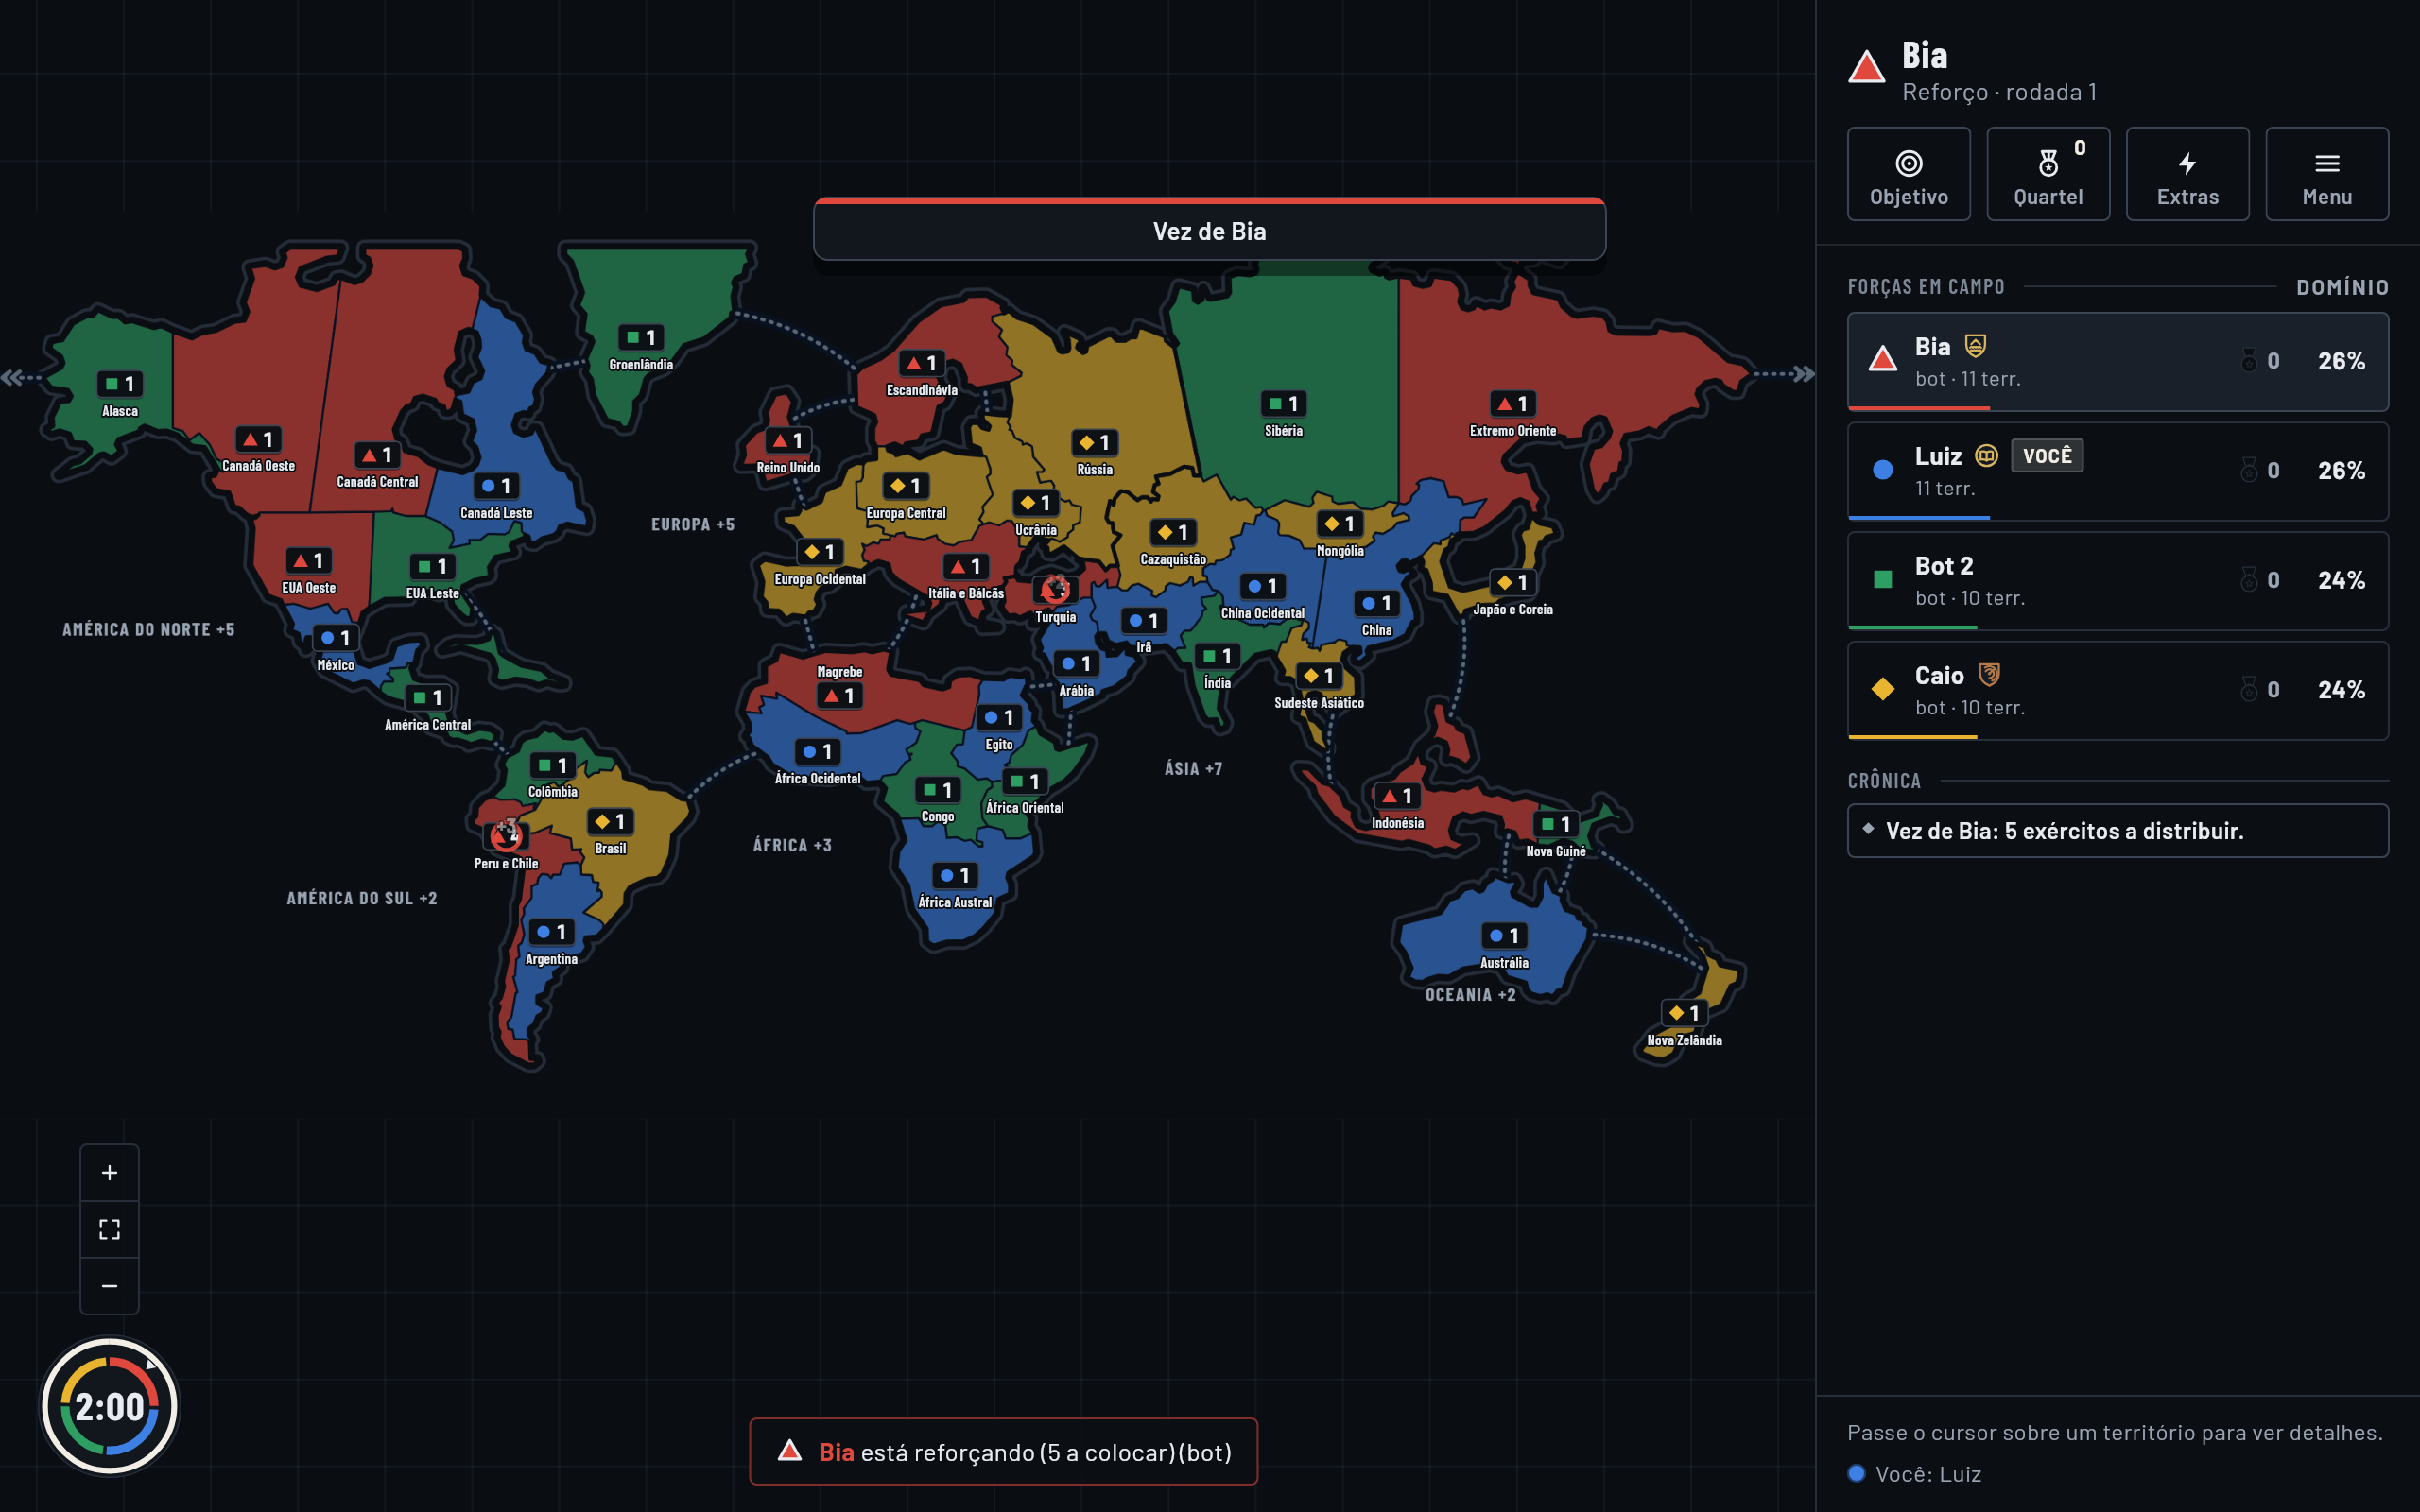 Bia
Reforço · rodada 1
Objetivo
0
Quartel
Extras
Menu
Vez de Bia
FORÇAS EM CAMPO
DOMÍNIO
Bia
bot · 11 terr.
0
26%
Luiz
VOCÊ
11 terr.
0
26%
Bot 2
bot · 10 terr.
0
24%
Caio
bot · 10 terr.
0
24%
CRÔNICA
Vez de Bia: 5 exércitos a distribuir.
1
Groenlândia
1
Alasca
1
Canadá Oeste
1
Canadá Central
1
Canadá Leste
1
EUA Oeste
1
EUA Leste
1
México
1
América Central
AMÉRICA DO NORTE +5
1
Colômbia
1
Brasil
+3
Peru e Chile
1
Argentina
AMÉRICA DO SUL +2
1
Escandinávia
1
Reino Unido
1
Europa Central
1
Rússia
1
Ucrânia
1
Europa Ocidental
1
Itália e Bálcãs
EUROPA +5
Turquia
1
Sibéria
1
Extremo Oriente
1
Cazaquistão
1
Mongólia
1
China Ocidental
1
China
1
Japão e Coreia
1
Irã
1
Arábia
1
Índia
1
Sudeste Asiático
ÁSIA +7
Magrebe
1
1
Egito
1
África Ocidental
1
Congo
1
África Oriental
1
África Austral
ÁFRICA +3
1
Indonésia
1
Nova Guiné
1
Austrália
1
Nova Zelândia
OCEANIA +2
+
−
2:00
Bia está reforçando (5 a colocar) (bot)
Passe o cursor sobre um território para ver detalhes.
Você: Luiz